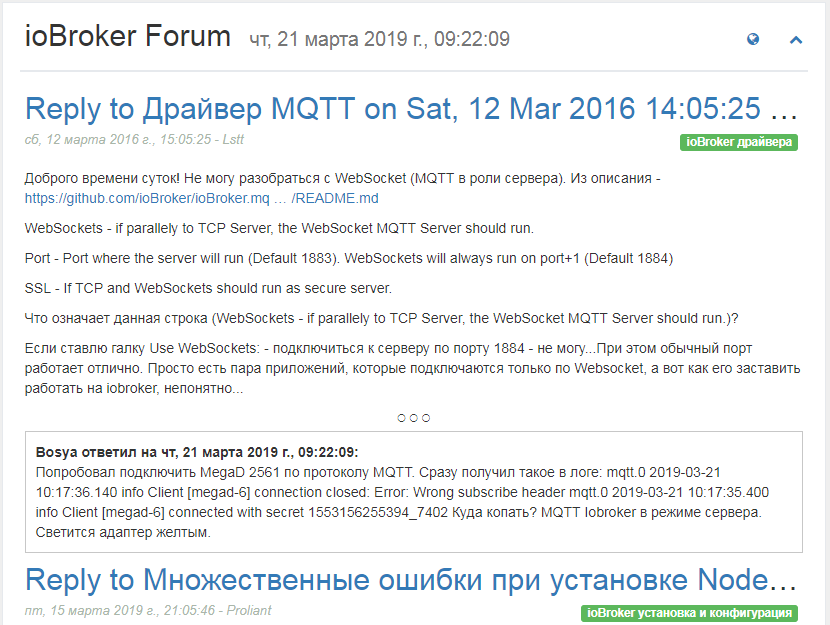 ioBroker Forum чт, 21 марта 2019 г., 09:22:09
Reply to Драйвер MQTT on Sat, 12 Mar 2016 14:05:25 ...
сб, 12 марта 2016 г., 15:05:25 - Lstt
ioBroker драйвера
Доброго времени суток! Не могу разобраться с WebSocket (MQTT в роли сервера). Из описания -
https://github.com/ioBroker/ioBroker.mq ... /README.md
WebSockets - if parallely to TCP Server, the WebSocket MQTT Server should run.
Port - Port where the server will run (Default 1883). WebSockets will always run on port+1 (Default 1884)
SSL - If TCP and WebSockets should run as secure server.
Что означает данная строка (WebSockets - if parallely to TCP Server, the WebSocket MQTT Server should run.)?
Если ставлю галку Use WebSockets: - подключиться к серверу по порту 1884 - не могу...При этом обычный порт
работает отлично. Просто есть пара приложений, которые подключаются только по Websocket, а вот как его заставить
работать на iobroker, непонятно...
Bosya ответил на чт, 21 марта 2019 г., 09:22:09:
Попробовал подключить MegaD 2561 по протоколу MQTT. Сразу получил такое в логе: mqtt.0 2019-03-21
10:17:36.140 info Client [megad-6] connection closed: Error: Wrong subscribe header mqtt.0 2019-03-21 10:17:35.400
info Client [megad-6] connected with secret 1553156255394_7402 Куда копать? MQTT Iobroker в режиме сервера.
Светится адаптер желтым.
Reply to Множественные ошибки при установке Node...
пт, 15 марта 2019 г., 21:05:46 - Proliant
ioBroker установка и конфигурация